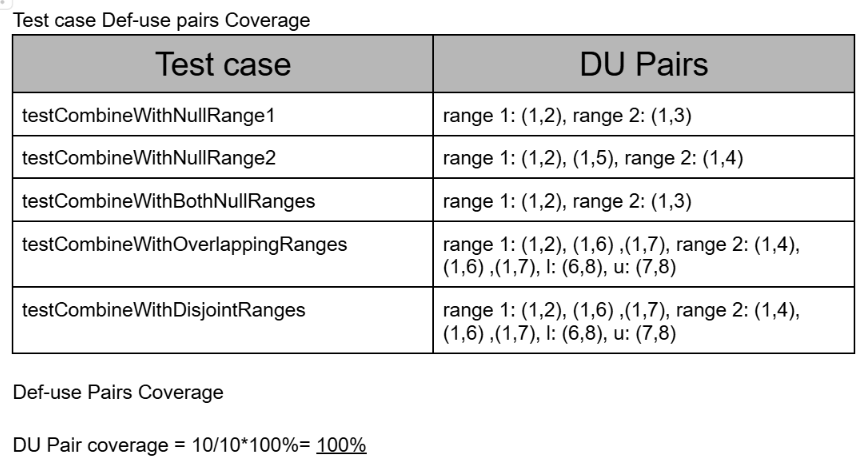 Test case Def-use pairs Coverage
Test case
DU Pairs
testCombineWithNullRange1
range 1: (1,2), range 2: (1,3)
testCombineWithNullRange2
range 1: (1,2), (1,5), range 2: (1,4)
testCombineWithBothNullRanges
range 1: (1,2), range 2: (1,3)
testCombineWithOverlappingRanges
range 1: (1,2), (1,6) ,(1,7), range 2: (1,4),
(1,6) ,(1,7), l: (6,8), u: (7,8)
testCombineWithDisjointRanges
range 1: (1,2), (1,6) ,(1,7), range 2: (1,4),
(1,6) ,(1,7), l: (6,8), u: (7,8)
Def-use Pairs Coverage
DU Pair coverage = 10/10*100%= 100%